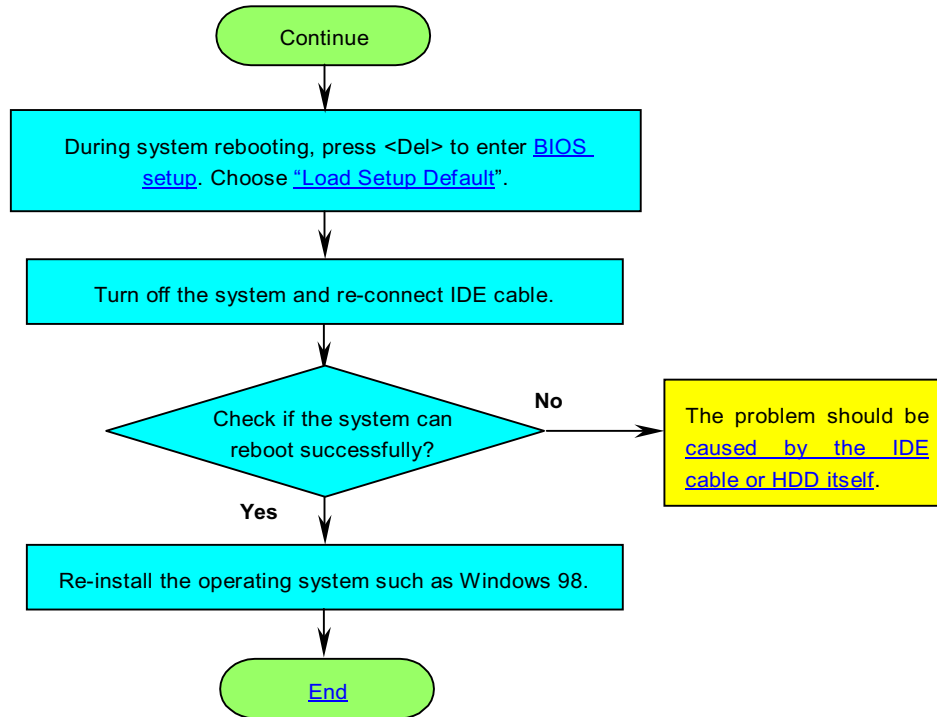 Continue
During system rebooting, press <Del> to enter BIOS
setup. Choose “Load Setup Default”.
Turn off the system and re-connect IDE cable.
Check if the system can
reboot successfully?
No
The problem should be
caused by the IDE
cable or HDD itself.
Yes
Re-install the operating system such as Windows 98.
End